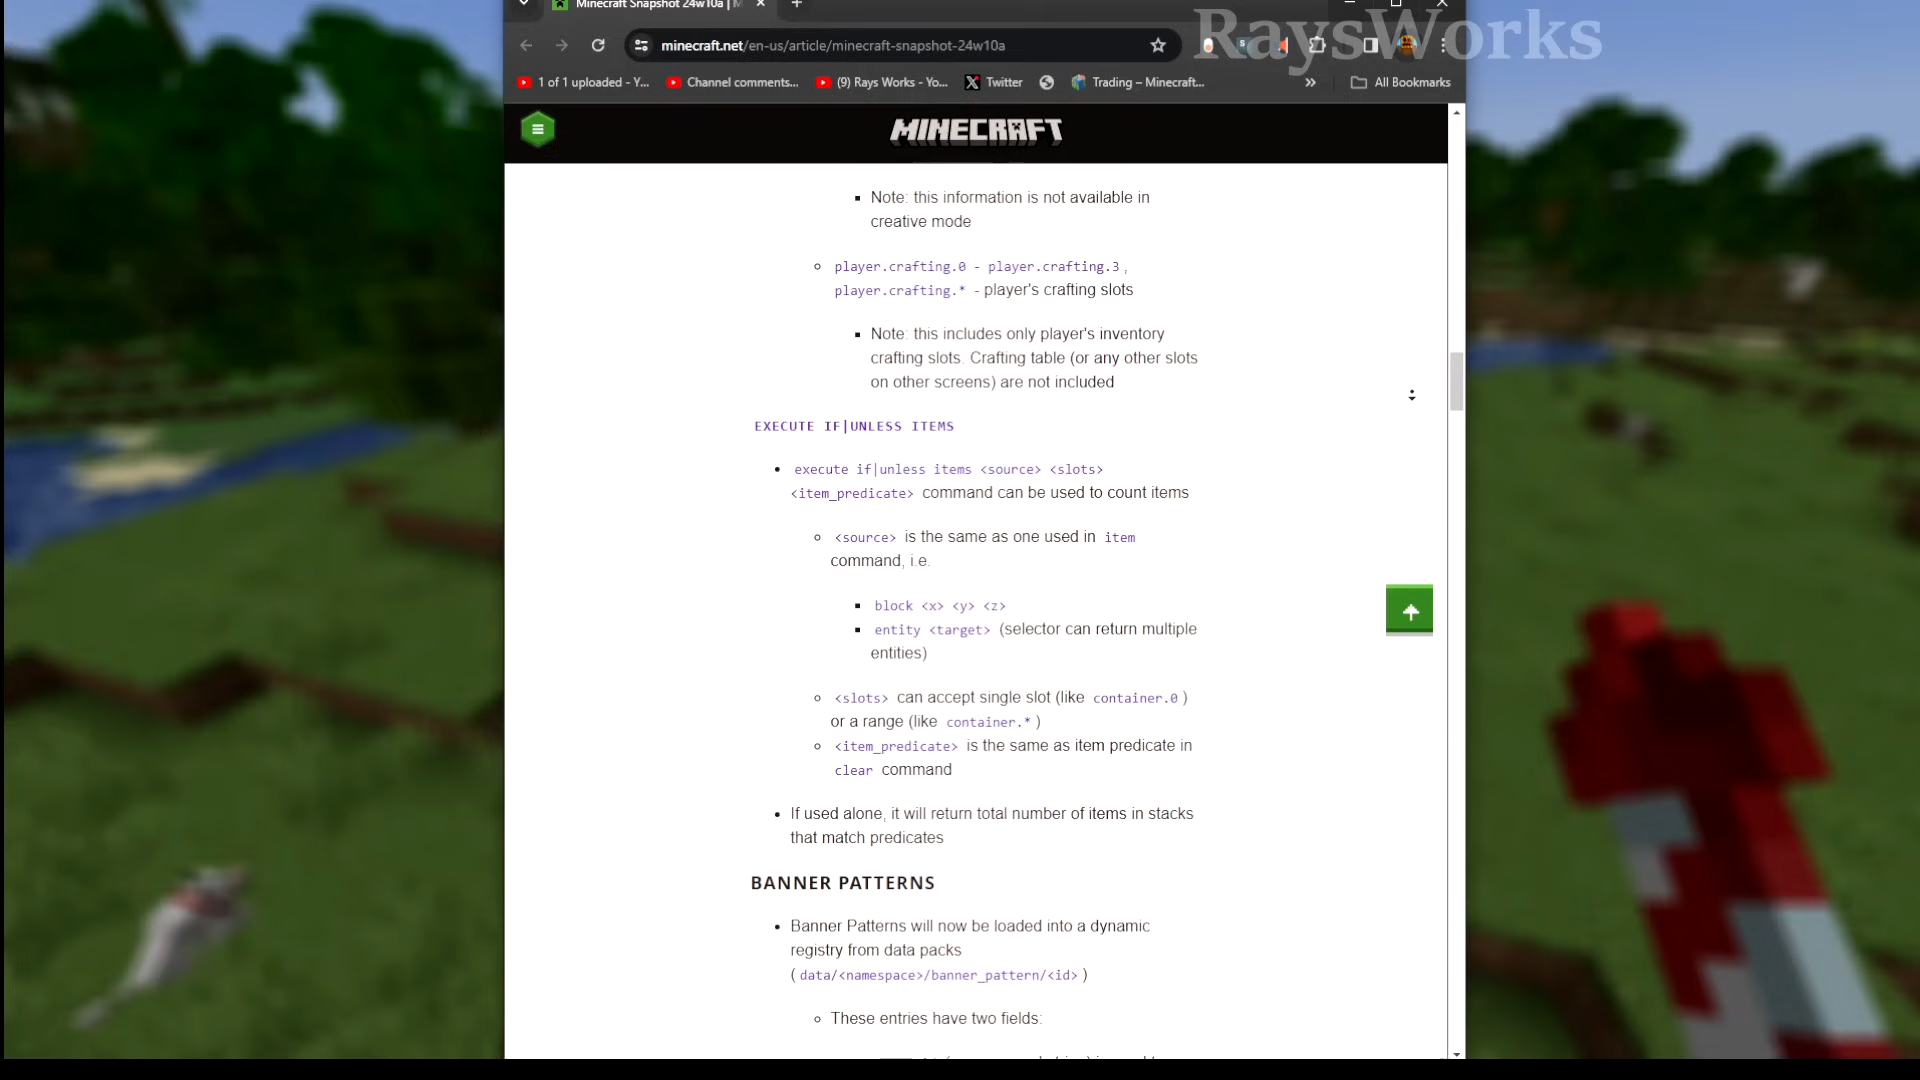 Minecraft Snapshot 24w10a |
RaysWorks
minecraft.net/en-us/article/minecraft-snapshot-24w10a
1 of 1 uploaded - Y...
Channel comments...
(9) Rays Works - Yo...
Twitter
Trading – Minecraft...
»
All Bookmarks
MINECRAFT
Note: this information is not available in
creative mode
player.crafting.0 - player.crafting.3 ,
player.crafting.* - player's crafting slots
Note: this includes only player's inventory
crafting slots. Crafting table (or any other slots
on other screens) are not included
EXECUTE IF|UNLESS ITEMS
execute if|unless items <source> <slots>
<item_predicate> command can be used to count items
<source> is the same as one used in item
command, i.e.
block <x> <y> <z>
entity <target> (selector can return multiple
entities)
<slots> can accept single slot (like container.0 )
or a range (like container.* )
<item_predicate> is the same as item predicate in
clear command
If used alone, it will return total number of items in stacks
that match predicates
BANNER PATTERNS
Banner Patterns will now be loaded into a dynamic
registry from data packs
( data/<namespace>/banner_pattern/<id> )
These entries have two fields: